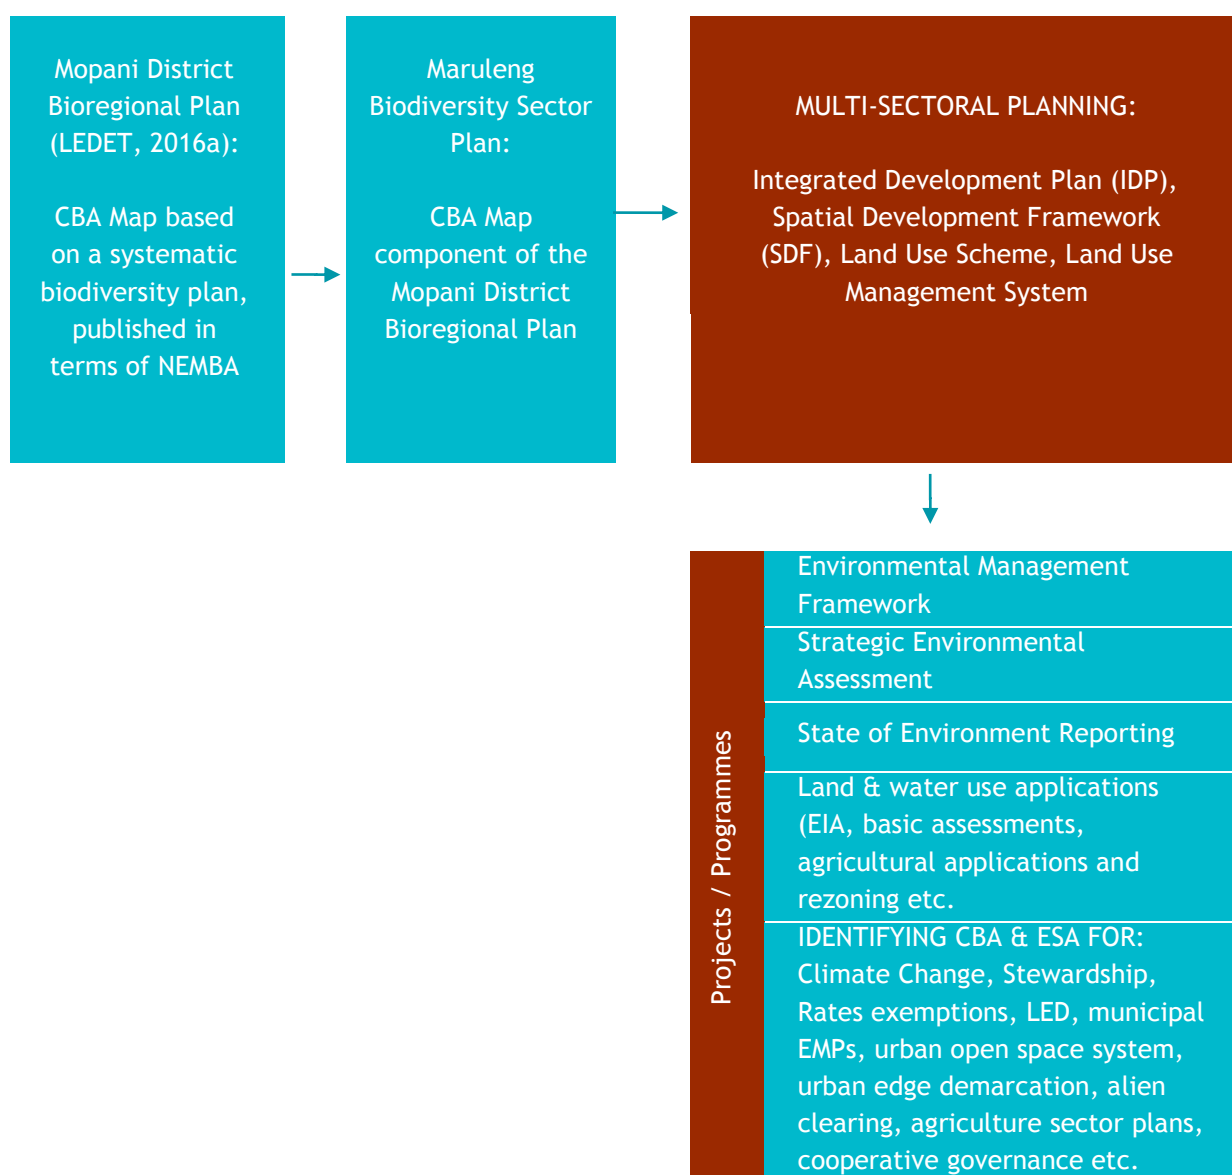 Mopani District
Bioregional Plan
(LEDET, 2016a):
CBA Map based
on a systematic
biodiversity plan,
published in
terms of NEMBA
Maruleng
Biodiversity Sector
Plan:
CBA Map
component of the
Mopani District
Bioregional Plan
MULTI-SECTORAL PLANNING:
Integrated Development Plan (IDP),
Spatial Development Framework
(SDF), Land Use Scheme, Land Use
Management System
Projects / Programmes
Environmental Management
Framework
Strategic Environmental
Assessment
State of Environment Reporting
Land & water use applications
(EIA, basic assessments,
agricultural applications and
rezoning etc.
IDENTIFYING CBA & ESA FOR:
Climate Change, Stewardship,
Rates exemptions, LED, municipal
EMPs, urban open space system,
urban edge demarcation, alien
clearing, agriculture sector plans,
cooperative governance etc.